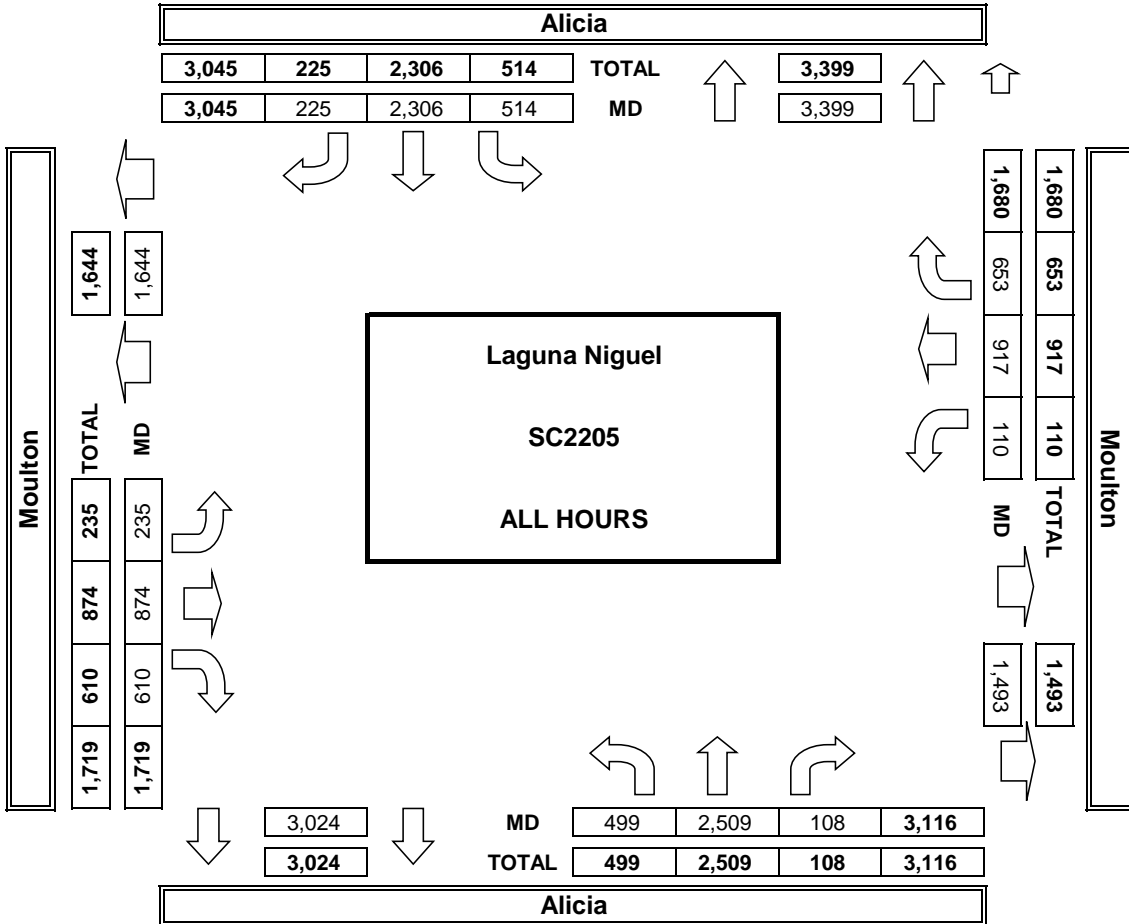 Alicia
3,045 225 2,306 514 TOTAL 3,399
3,045 225 2,306 514 MD 3,399
Moulton
1,644 1,644
TOTAL MD
235 235
874 874
610 610
1,719 1,719
Laguna Niguel
SC2205
ALL HOURS
1,680 1,680
653 653
917 917
110 110
MD TOTAL
1,493 1,493
Moulton
3,024 MD 499 2,509 108 3,116
3,024 TOTAL 499 2,509 108 3,116
Alicia